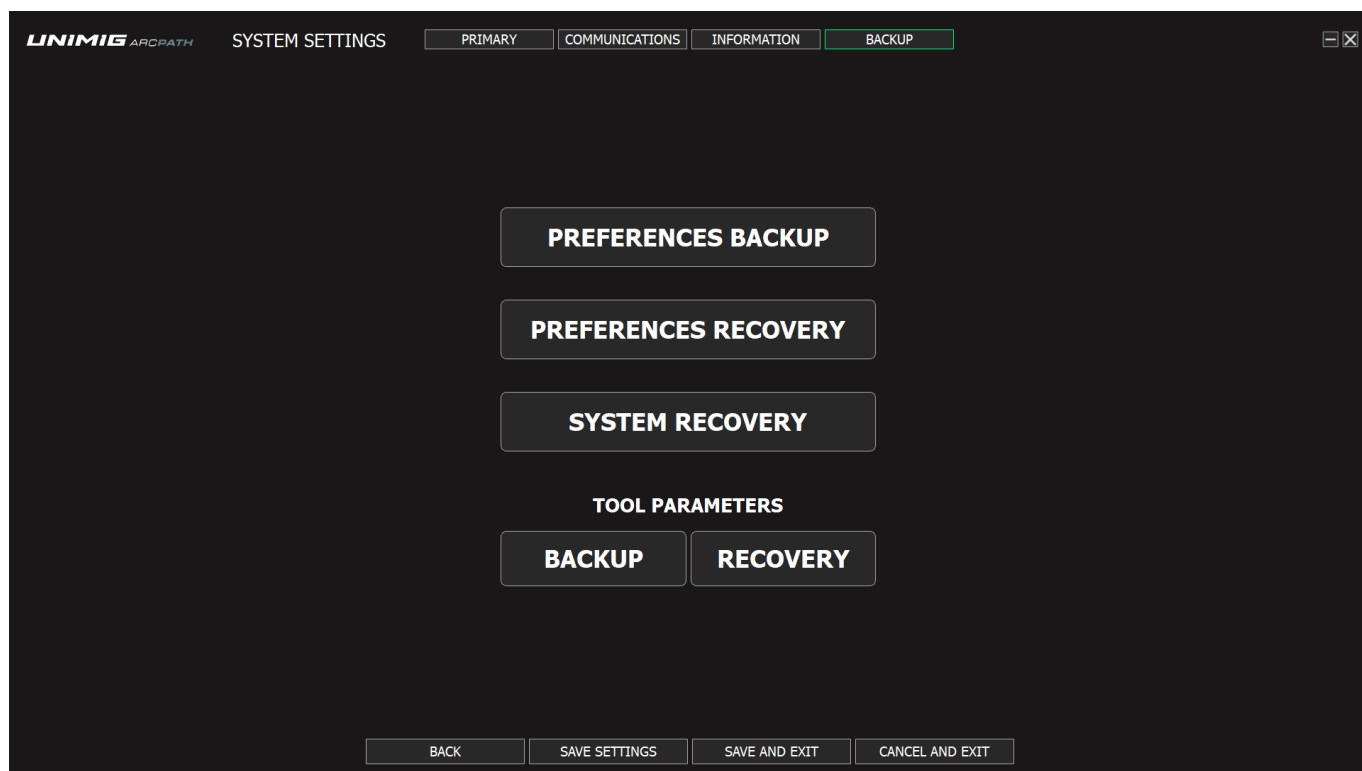 UNIMIG ARCPATH SYSTEM SETTINGS PRIMARY COMMUNICATIONS INFORMATION BACKUP
PREFERENCES BACKUP
PREFERENCES RECOVERY
SYSTEM RECOVERY
TOOL PARAMETERS
BACKUP RECOVERY
BACK SAVE SETTINGS SAVE AND EXIT CANCEL AND EXIT